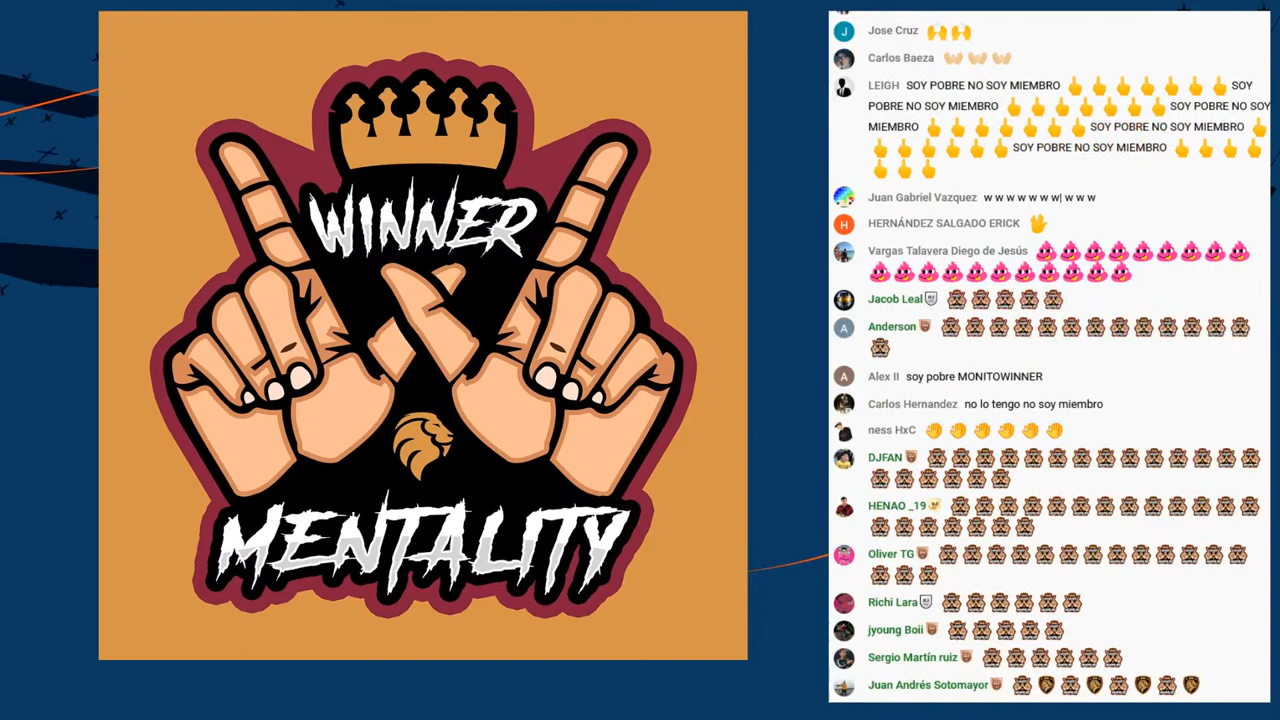 WINNER
MENTALITY
Jose Cruz
Carlos Baeza
LEIGH SOY POBRE NO SOY MIEMBRO 🖕🖕🖕🖕🖕🖕🖕 SOY
POBRE NO SOY MIEMBRO 🖕🖕🖕🖕🖕🖕🖕 SOY POBRE NO SOY
MIEMBRO 🖕🖕🖕🖕🖕🖕🖕 SOY POBRE NO SOY MIEMBRO 🖕
🖕🖕🖕🖕🖕🖕 SOY POBRE NO SOY MIEMBRO 🖕🖕🖕🖕
J
Juan Gabriel Vazquez w w w w w w w| w w w
H
HERNÁNDEZ SALGADO ERICK
Vargas Talavera Diego de Jesús
Jacob Leal
A
Anderson
A
Alex II soy pobre MONITOWINNER
Carlos Hernandez no lo tengo no soy miembro
ness HxC
DJFAN
HENAO _19
Oliver TG
Richi Lara
jyoung Boii
Sergio Martín ruiz
Juan Andrés Sotomayor